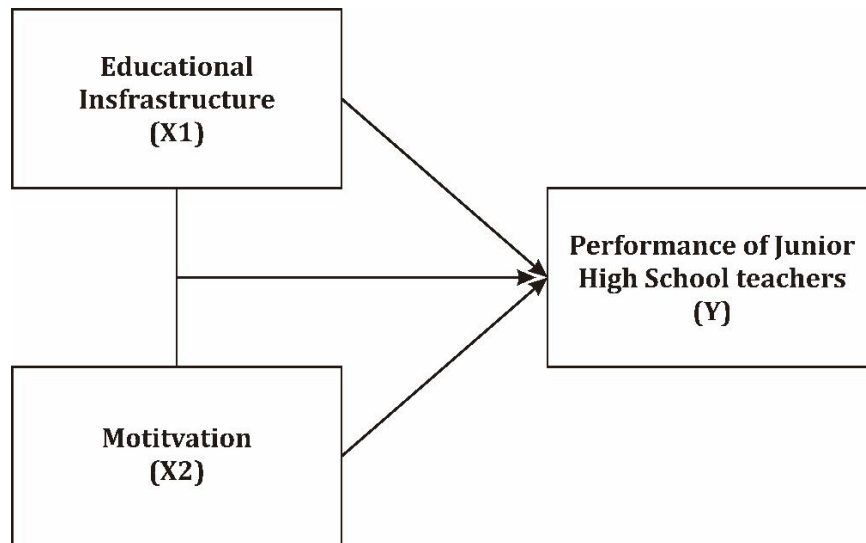 Educational
Insfrastructure
(X1)
Performance of Junior
High School teachers
(Y)
Motitvation
(X2)